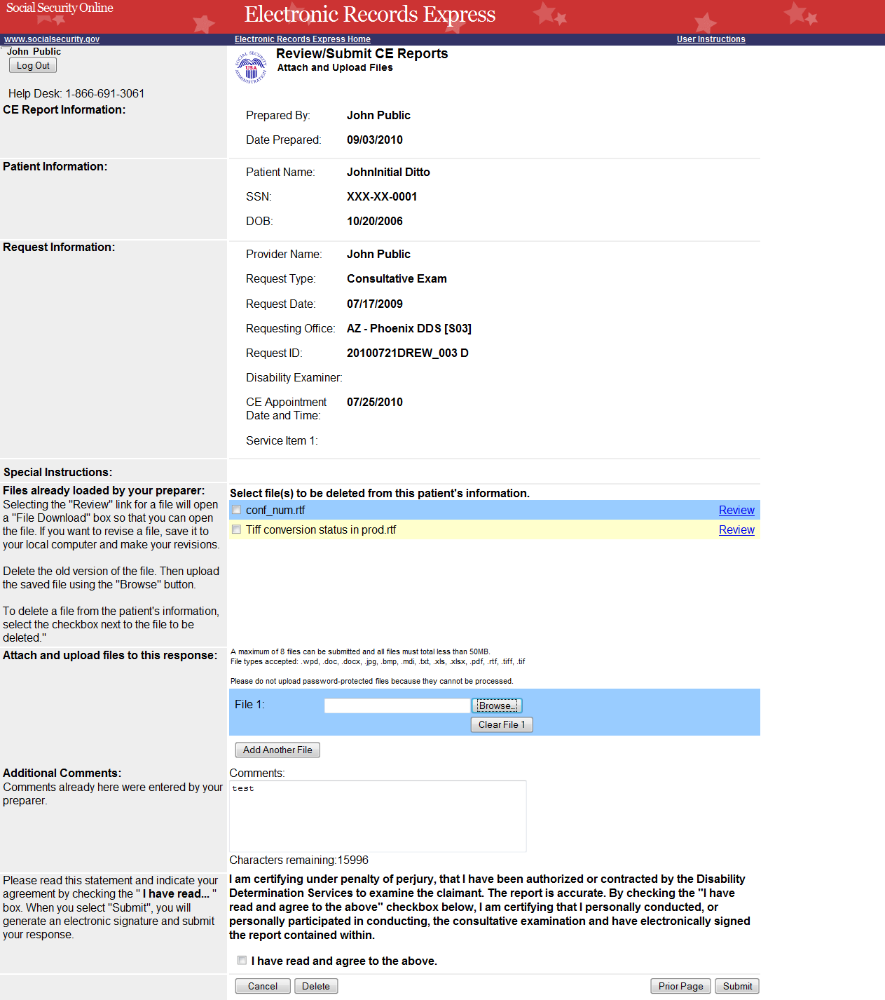 Social Security Online
Electronic Records Express
www.socialsecurity.gov
Electronic Records Express Home
User Instructions
John Public
Log Out
Help Desk: 1-866-691-3061
SOCIAL SECURITY ADMINISTRATION
USA
Review/Submit CE Reports
Attach and Upload Files
CE Report Information:
Prepared By: John Public
Date Prepared: 09/03/2010
Patient Information:
Patient Name: JohnInitial Ditto
SSN: XXX-XX-0001
DOB: 10/20/2006
Request Information:
Provider Name: John Public
Request Type: Consultative Exam
Request Date: 07/17/2009
Requesting Office: AZ - Phoenix DDS [S03]
Request ID: 20100721DREW_003 D
Disability Examiner:
CE Appointment 07/25/2010
Date and Time:
Service Item 1:
Special Instructions:
Files already loaded by your preparer:
Selecting the "Review" link for a file will open
a "File Download" box so that you can open
the file. If you want to revise a file, save it to
your local computer and make your revisions.
Delete the old version of the file. Then upload
the saved file using the "Browse" button.
To delete a file from the patient's information,
select the checkbox next to the file to be
deleted."
Select file(s) to be deleted from this patient's information.
conf_num.rtf Review
Tiff conversion status in prod.rtf Review
Attach and upload files to this response:
A maximum of 8 files can be submitted and all files must total less than 50MB.
File types accepted: .wpd, .doc, .docx, .jpg, .bmp, .mdi, .txt, .xls, .xlsx, .pdf, .rtf, .tiff, .tif
Please do not upload password-protected files because they cannot be processed.
File 1: Browse...
Clear File 1
Add Another File
Additional Comments:
Comments already here were entered by your
preparer.
Comments:
test
Characters remaining:15996
Please read this statement and indicate your
agreement by checking the " I have read... "
box. When you select "Submit", you will
generate an electronic signature and submit
your response.
I am certifying under penalty of perjury, that I have been authorized or contracted by the Disability
Determination Services to examine the claimant. The report is accurate. By checking the "I have
read and agree to the above" checkbox below, I am certifying that I personally conducted, or
personally participated in conducting, the consultative examination and have electronically signed
the report contained within.
I have read and agree to the above.
Cancel Delete Prior Page Submit